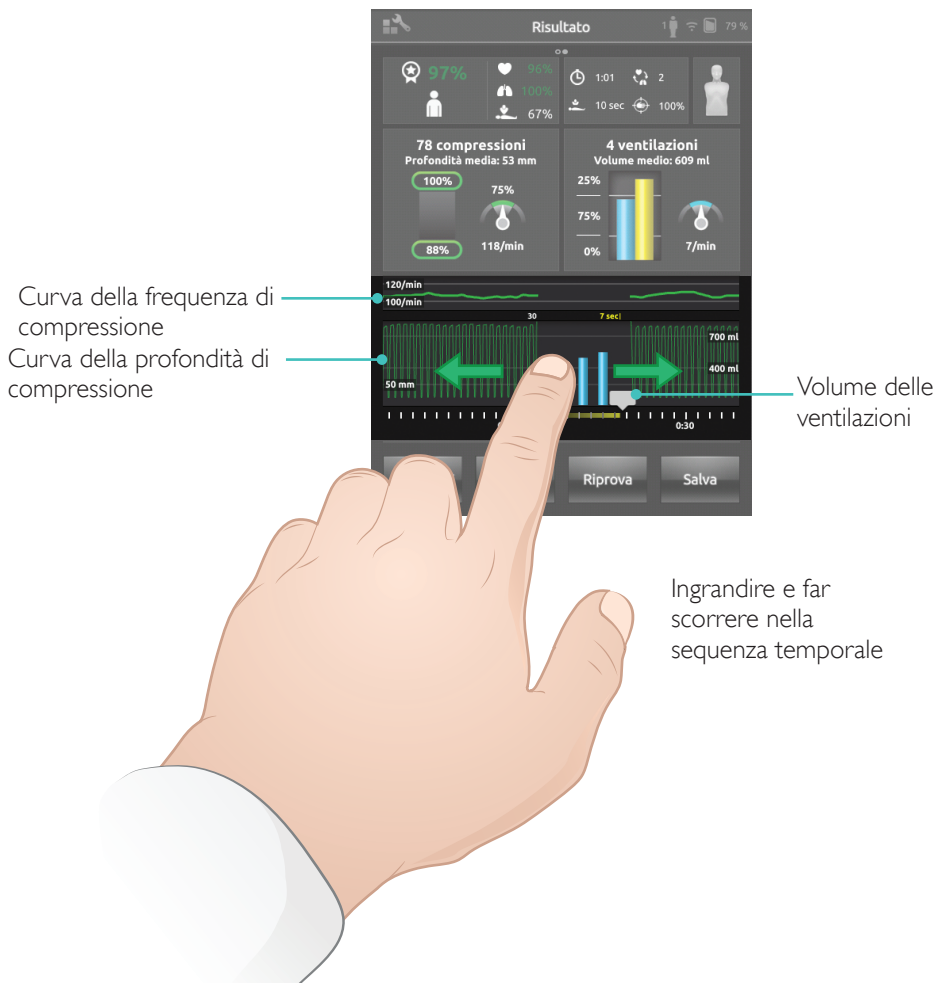 Risultato
1
79 %
97%
96%
100%
67%
1:01
2
10 sec
100%
78 compressioni
Profondità media: 53 mm
100%
75%
88%
118/min
4 ventilazioni
Volume medio: 609 ml
25%
75%
0%
7/min
120/min
100/min
30
7 sec
700 ml
400 ml
50 mm
0:30
Riprova
Salva
Curva della frequenza di
compressione
Curva della profondità di
compressione
Volume delle
ventilazioni
Ingrandire e far
scorrere nella
sequenza temporale